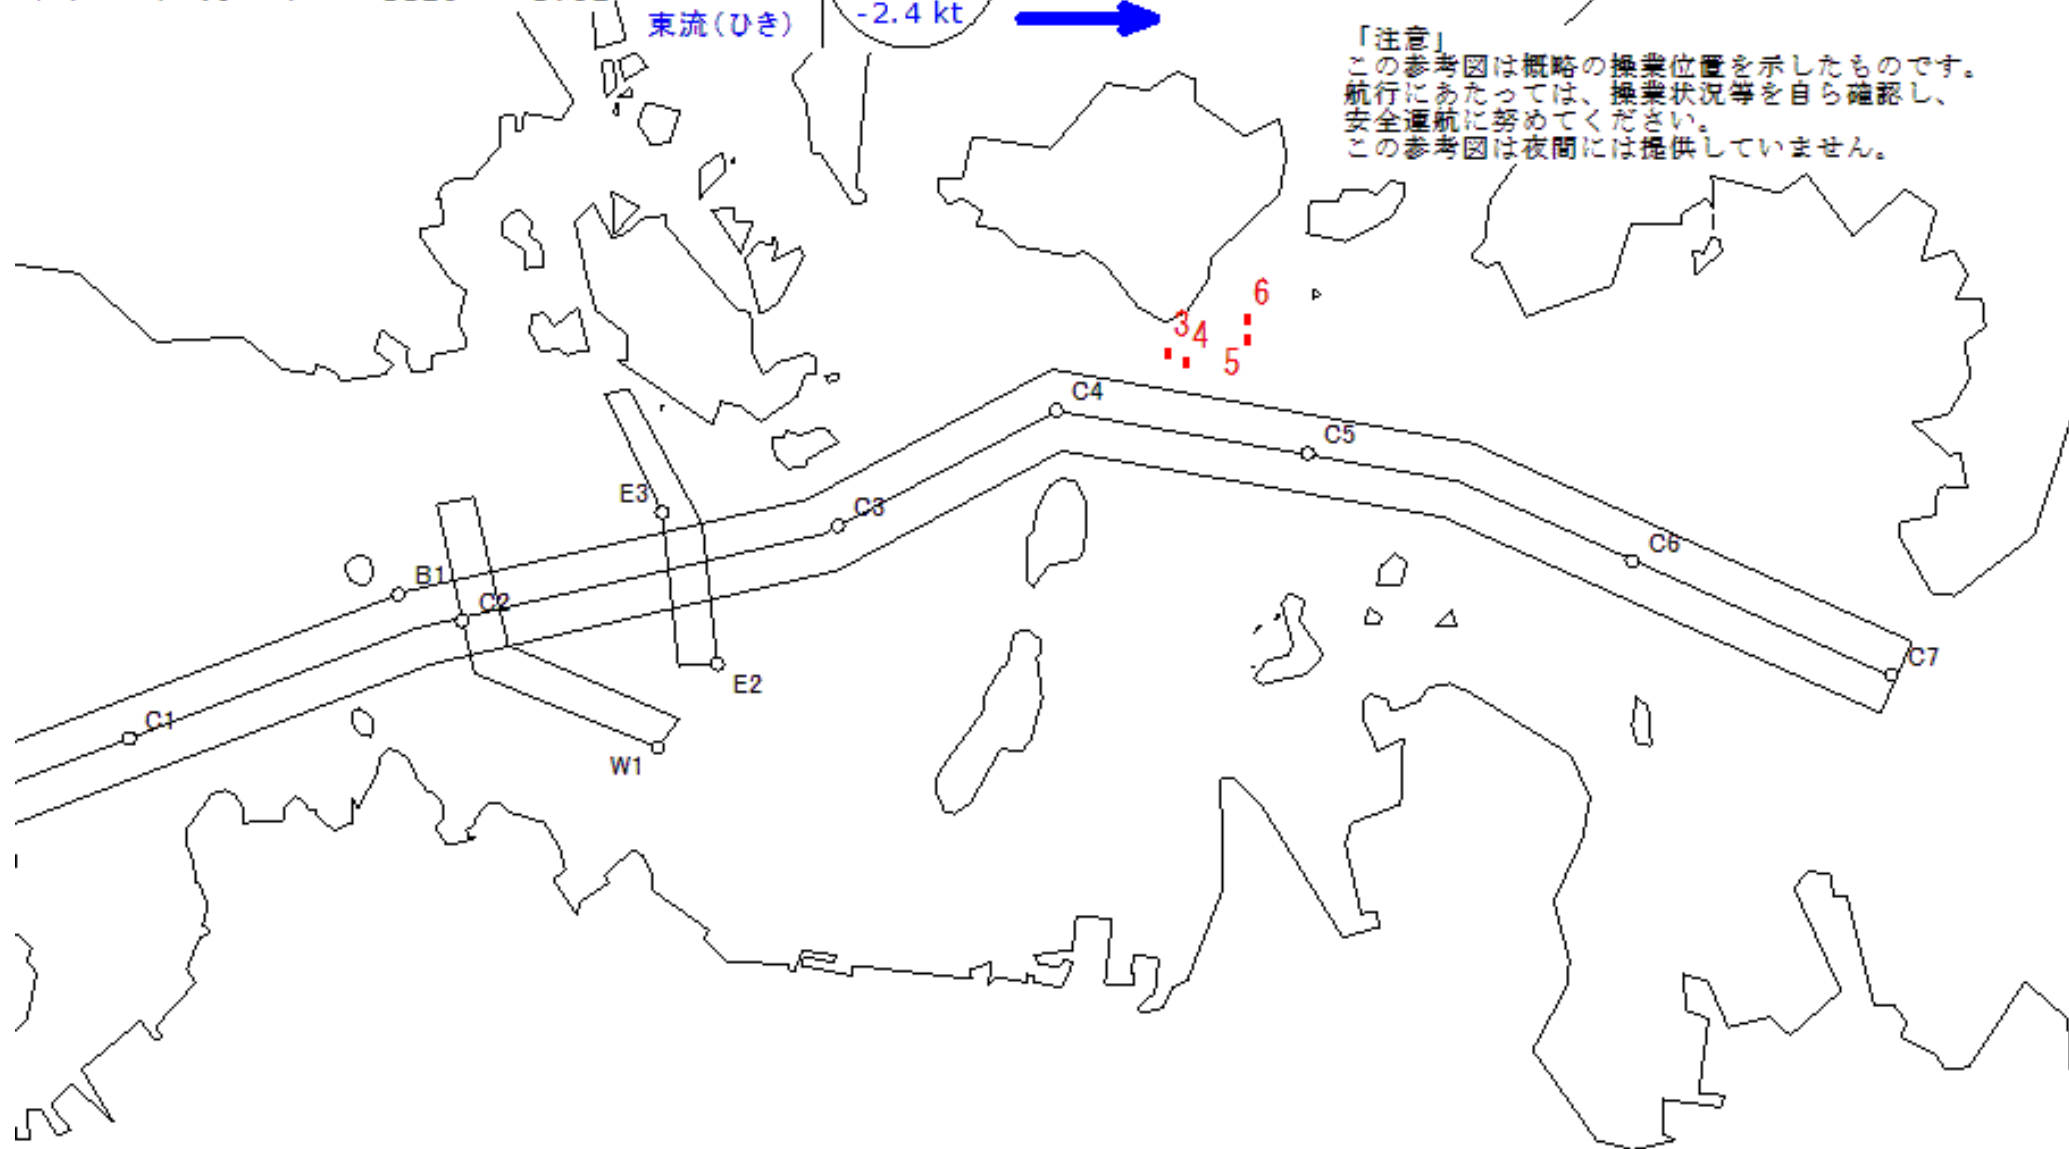 東流(ひき)
-2.4 kt
「注意」
この参考図は概略の操業位置を示したものです。
航行にあたっては、操業状況等を自ら確認し、
安全運航に努めてください。
この参考図は夜間には提供していません。
6
3
4
5
C4
C5
E3
C3
C6
B1
C2
C7
E2
C1
W1